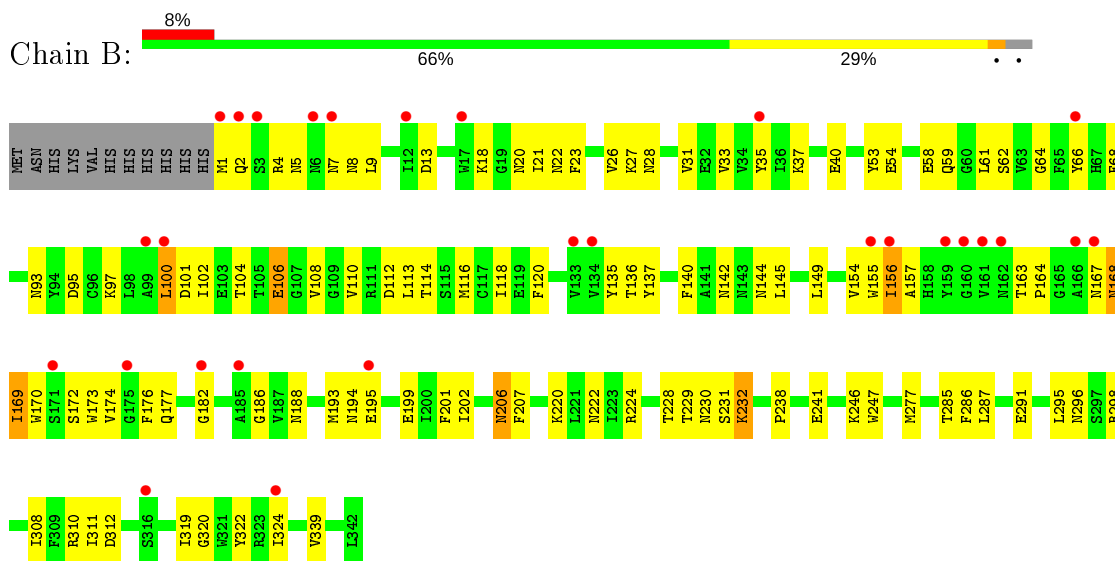 8%
Chain B:
66% 29% • •
MET ASN HIS LYS VAL HIS HIS HIS HIS HIS HIS M1 Q2 S3 R4 N5 N6 N7 N8 L9 I12 D13 W17 K18 G19 N20 I21 N22 F23 V26 K27 N28 V31 E32 V33 V34 Y35 I36 K37 E40 Y53 E54 E58 Q59 G60 L61 S62 V63 G64 F65 Y66 H67
N93 Y94 D95 C96 K97 L98 A99 L100 D101 I102 E103 T104 T105 E106 G107 V108 G109 V110 R111 D112 L113 T114 S115 M116 C117 I118 E119 F120 V133 V134 Y135 T136 Y137 F140 A141 N142 N143 N144 L145 L149 V154 W155 I156 A157 H158 Y159 G160 V161 N162 T163 P164 G165 A166 N167 N168
I169 W170 S171 S172 W173 V174 G175 F176 Q177 G182 A185 G186 V187 N188 M193 N194 E195 E199 I200 F201 I202 N206 F207 K220 L221 N222 I223 R224 T228 T229 N230 S231 K232 P238 E241 K246 W247 M277 T285 F286 L287 E291 L295 N296 S297
I308 F309 R310 I311 D312 S316 I319 G320 W321 Y322 R323 I324 V339 L342